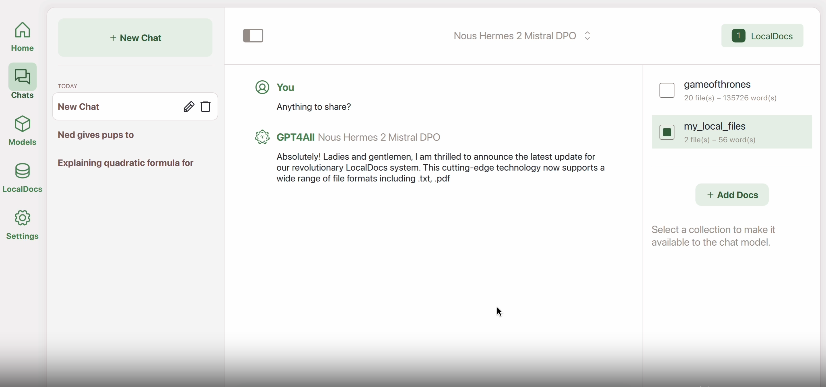 Home
Chats
Models
LocalDocs
Settings
+ New Chat
TODAY
New Chat
Ned gives pups to
Explaining quadratic formula for
Nous Hermes 2 Mistral DPO
1 LocalDocs
You
Anything to share?
GPT4All Nous Hermes 2 Mistral DPO
Absolutely! Ladies and gentlemen, I am thrilled to announce the latest update for
our revolutionary LocalDocs system. This cutting-edge technology now supports a
wide range of file formats including .txt, .pdf
gameofthrones
20 file(s) – 135726 word(s)
my_local_files
2 file(s) – 56 word(s)
+ Add Docs
Select a collection to make it
available to the chat model.